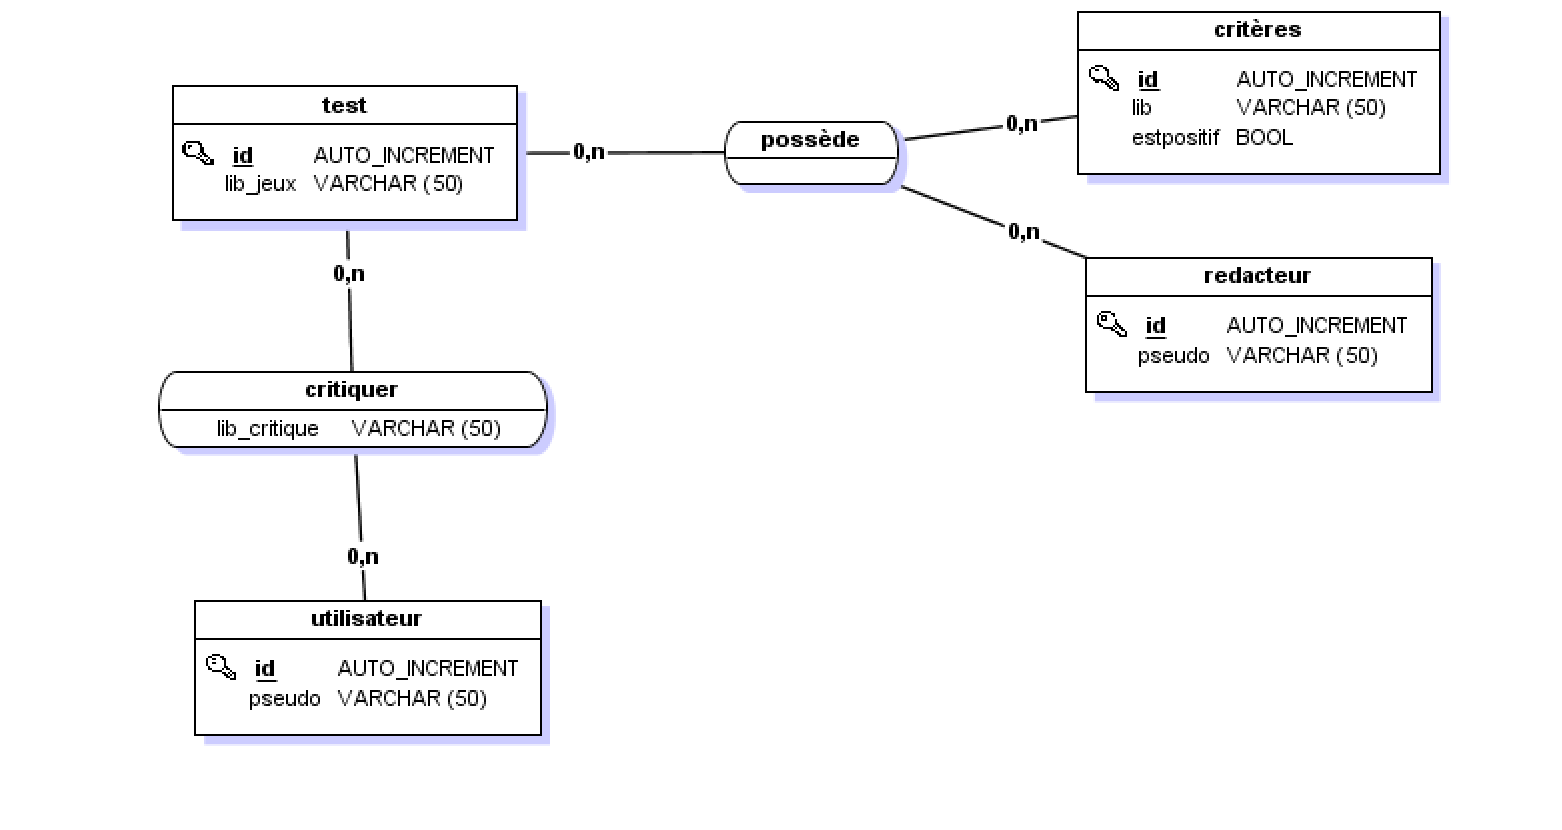 critères
id AUTO_INCREMENT
lib VARCHAR (50)
estpositif BOOL
test
id AUTO_INCREMENT
lib_jeux VARCHAR (50)
0,n
possède
0,n
0,n
redacteur
id AUTO_INCREMENT
pseudo VARCHAR (50)
0,n
critiquer
lib_critique VARCHAR (50)
0,n
utilisateur
id AUTO_INCREMENT
pseudo VARCHAR (50)